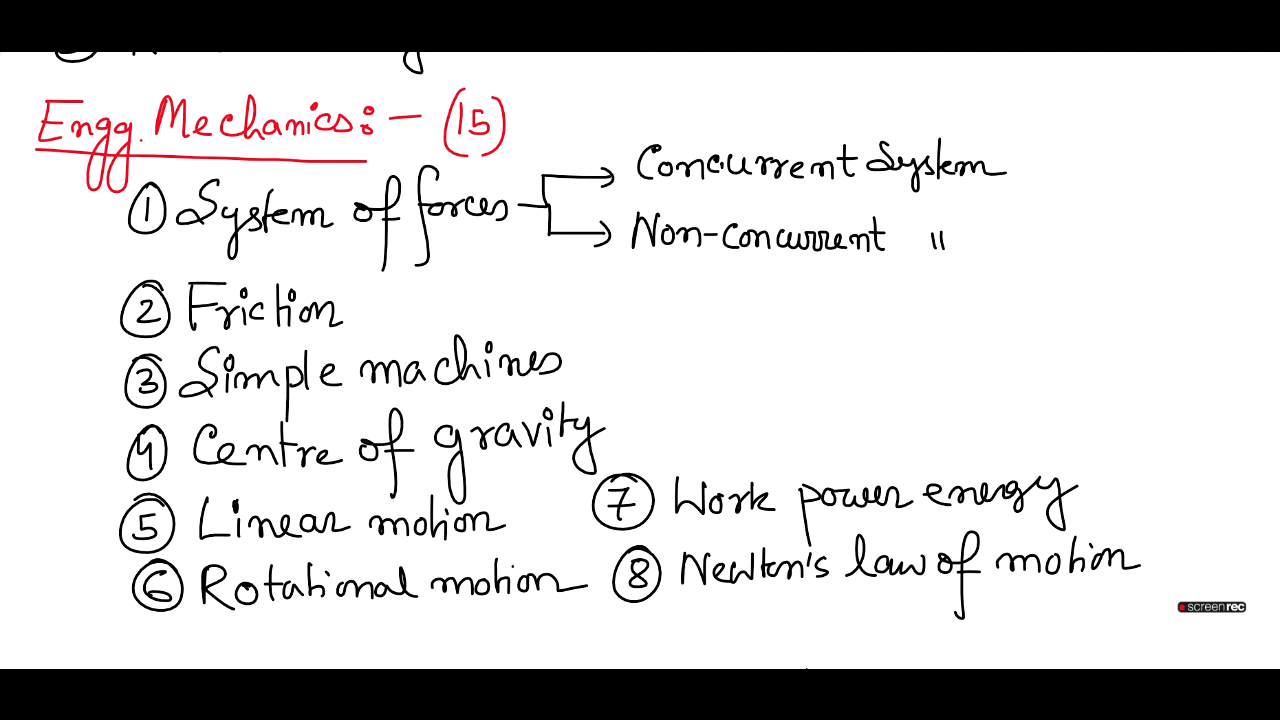 Engg. Mechanics:- (15)
① System of forces
Concurrent System
Non-concurrent "
② Friction
③ Simple machines
④ Centre of gravity
⑤ Linear motion
⑥ Rotational motion
⑦ Work power energy
⑧ Newton's law of motion
screenrec